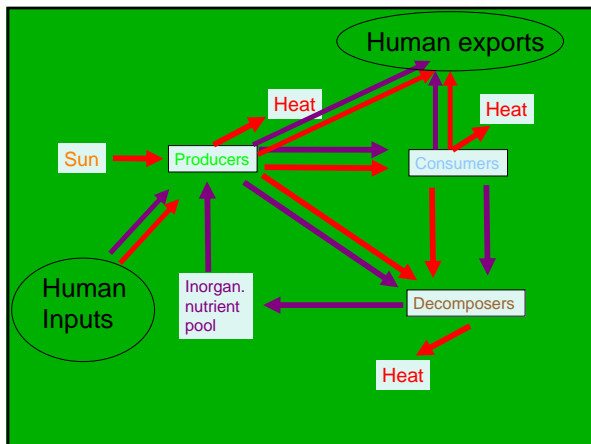 Human exports
Heat
Heat
Sun
Producers
Consumers
Human
Inputs
Inorgan.
nutrient
pool
Decomposers
Heat